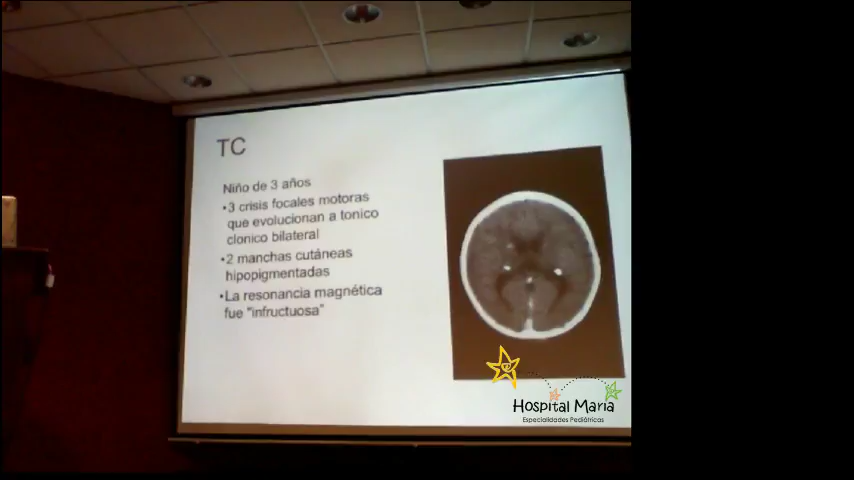 TC
Niño de 3 años
•3 crisis focales motoras
que evolucionan a tonico
clonico bilateral
•2 manchas cutáneas
hipopigmentadas
•La resonancia magnética
fue "infructuosa"
Hospital María
Especialidades Pediátricas